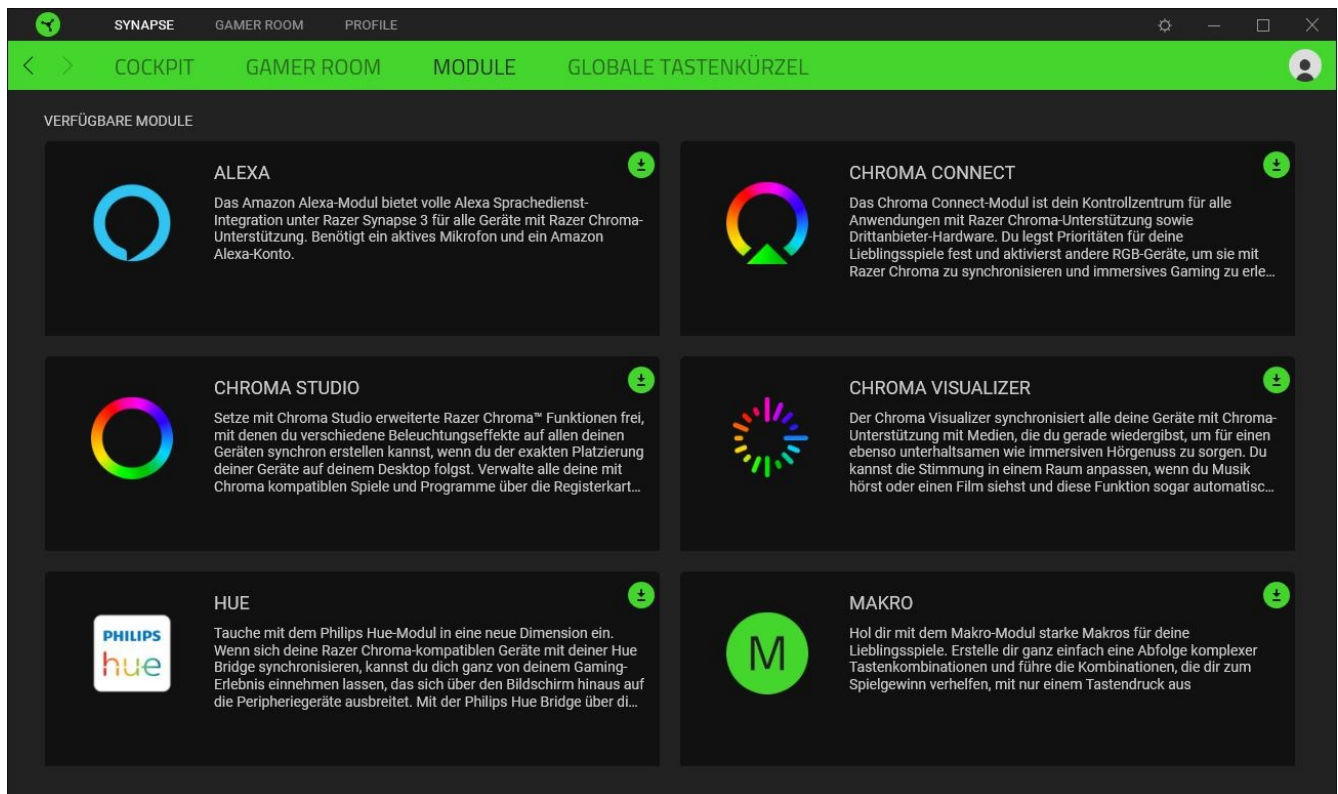 SYNAPSE GAMER ROOM PROFILE
COCKPIT GAMER ROOM MODULE GLOBALE TASTENKÜRZEL
VERFÜGBARE MODULE
ALEXA
Das Amazon Alexa-Modul bietet volle Alexa Sprachedienst-
Integration unter Razer Synapse 3 für alle Geräte mit Razer Chroma-
Unterstützung. Benötigt ein aktives Mikrofon und ein Amazon
Alexa-Konto.
CHROMA CONNECT
Das Chroma Connect-Modul ist dein Kontrollzentrum für alle
Anwendungen mit Razer Chroma-Unterstützung sowie
Drittanbieter-Hardware. Du legst Prioritäten für deine
Lieblingsspiele fest und aktivierst andere RGB-Geräte, um sie mit
Razer Chroma zu synchronisieren und immersives Gaming zu erle...
CHROMA STUDIO
Setze mit Chroma Studio erweiterte Razer Chroma™ Funktionen frei,
mit denen du verschiedene Beleuchtungseffekte auf allen deinen
Geräten synchron erstellen kannst, wenn du der exakten Platzierung
deiner Geräte auf deinem Desktop folgst. Verwalte alle deine mit
Chroma kompatiblen Spiele und Programme über die Registerkart...
CHROMA VISUALIZER
Der Chroma Visualizer synchronisiert alle deine Geräte mit Chroma-
Unterstützung mit Medien, die du gerade wiedergibst, um für einen
ebenso unterhaltsamen wie immersiven Hörgenuss zu sorgen. Du
kannst die Stimmung in einem Raum anpassen, wenn du Musik
hörst oder einen Film siehst und diese Funktion sogar automatisc...
PHILIPS
hue
HUE
Tauche mit dem Philips Hue-Modul in eine neue Dimension ein.
Wenn sich deine Razer Chroma-kompatiblen Geräte mit deiner Hue
Bridge synchronisieren, kannst du dich ganz von deinem Gaming-
Erlebnis einnehmen lassen, das sich über den Bildschirm hinaus auf
die Peripheriegeräte ausbreitet. Mit der Philips Hue Bridge über di...
M
MAKRO
Hol dir mit dem Makro-Modul starke Makros für deine
Lieblingsspiele. Erstelle dir ganz einfach eine Abfolge komplexer
Tastenkombinationen und führe die Kombinationen, die dir zum
Spielgewinn verhelfen, mit nur einem Tastendruck aus